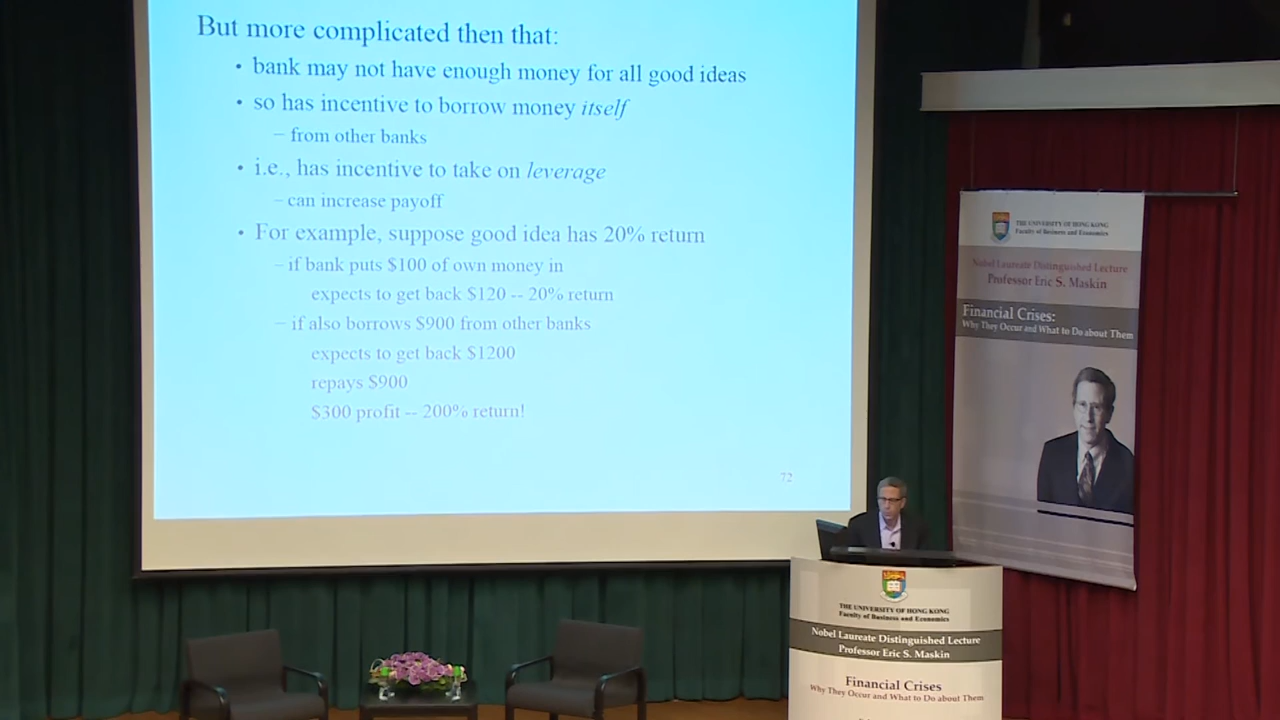 But more complicated then that:
• bank may not have enough money for all good ideas
• so has incentive to borrow money itself
– from other banks
• i.e., has incentive to take on leverage
– can increase payoff
• For example, suppose good idea has 20% return
– if bank puts $100 of own money in
expects to get back $120 -- 20% return
– if also borrows $900 from other banks
expects to get back $1200
repays $900
$300 profit -- 200% return!
72
THE UNIVERSITY OF HONG KONG
Faculty of Business and Economics
Nobel Laureate Distinguished Lecture
Professor Eric S. Maskin
Financial Crises:
Why They Occur and What to Do about Them
THE UNIVERSITY OF HONG KONG
Faculty of Business and Economics
Nobel Laureate Distinguished Lecture
Professor Eric S. Maskin
Financial Crises
Why They Occur and What to Do about Them